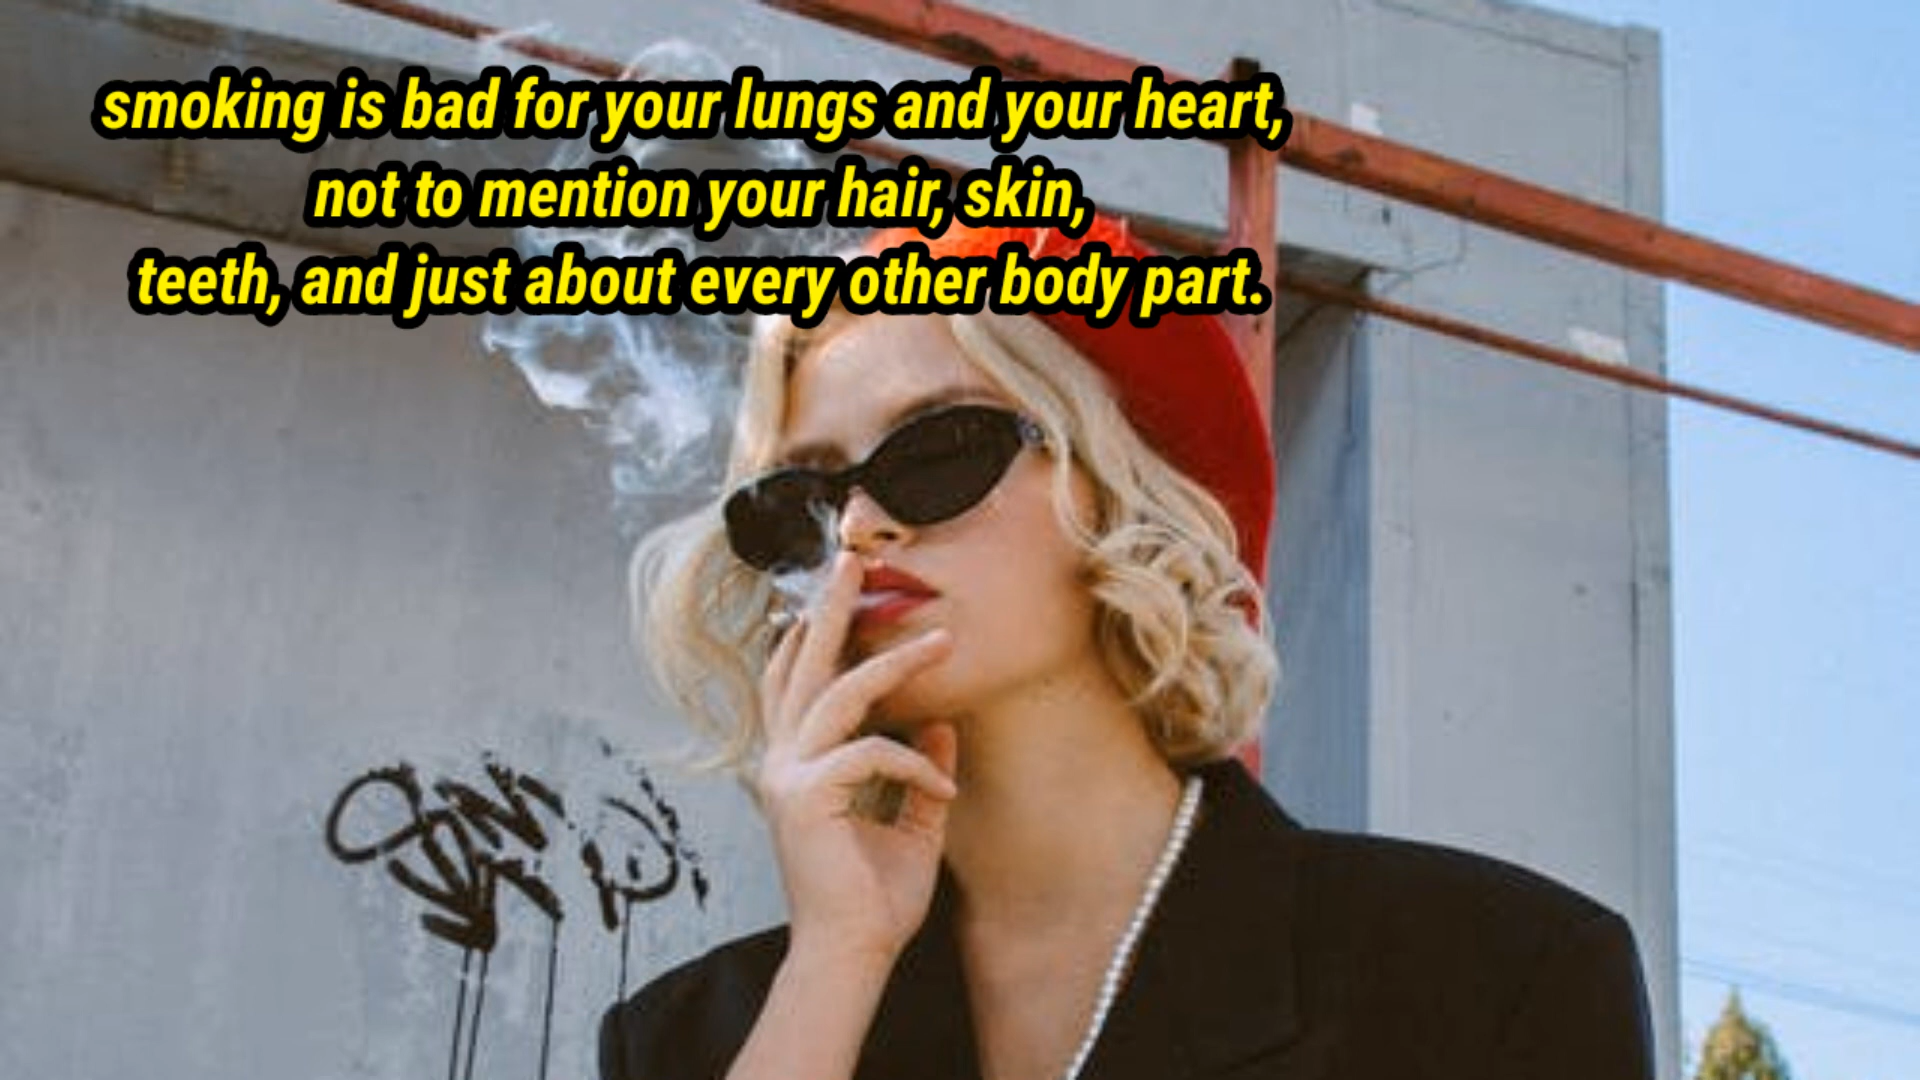 smoking is bad for your lungs and your heart,
not to mention your hair, skin,
teeth, and just about every other body part.